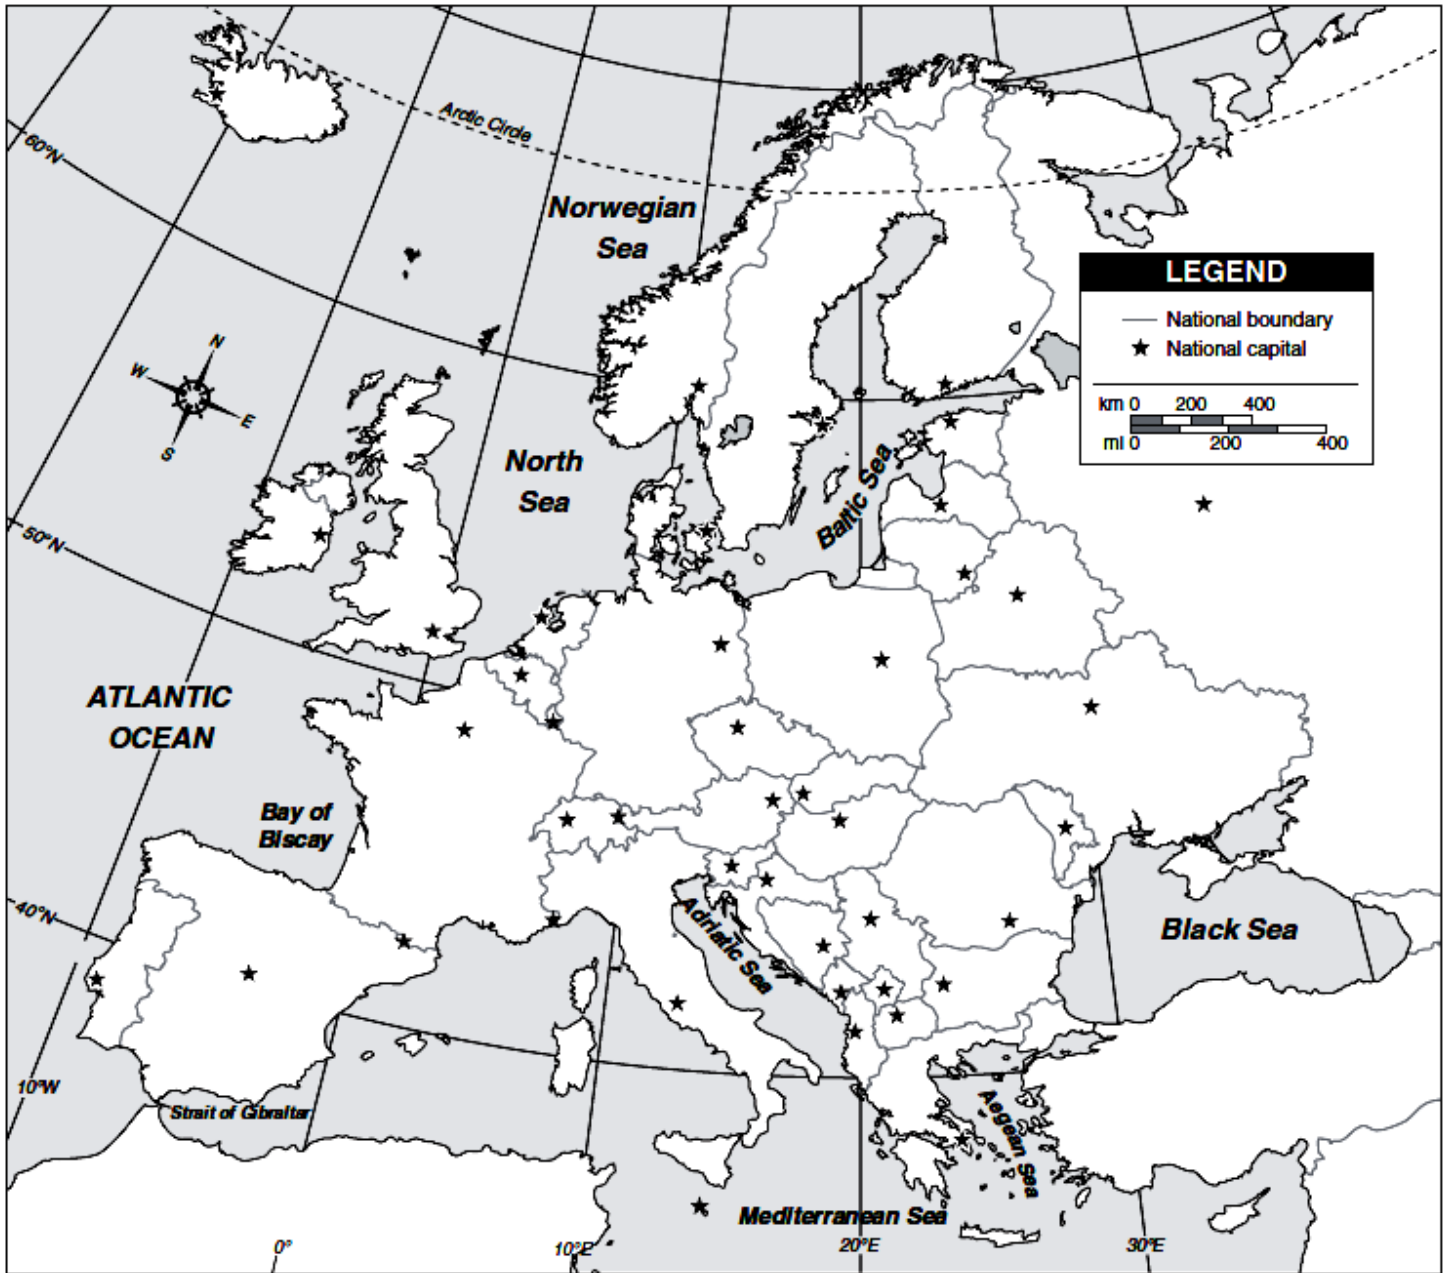 Arctic Circle
60°N
Norwegian
Sea
LEGEND
National boundary
National capital
km 0 200 400
mi 0 200 400
N
W
E
S
North
Sea
Baltic Sea
50°N
ATLANTIC
OCEAN
Bay of
Biscay
40°N
Adriatic Sea
Black Sea
10°W
Strait of Gibraltar
Aegean Sea
Mediterranean Sea
0°
10°E
20°E
30°E